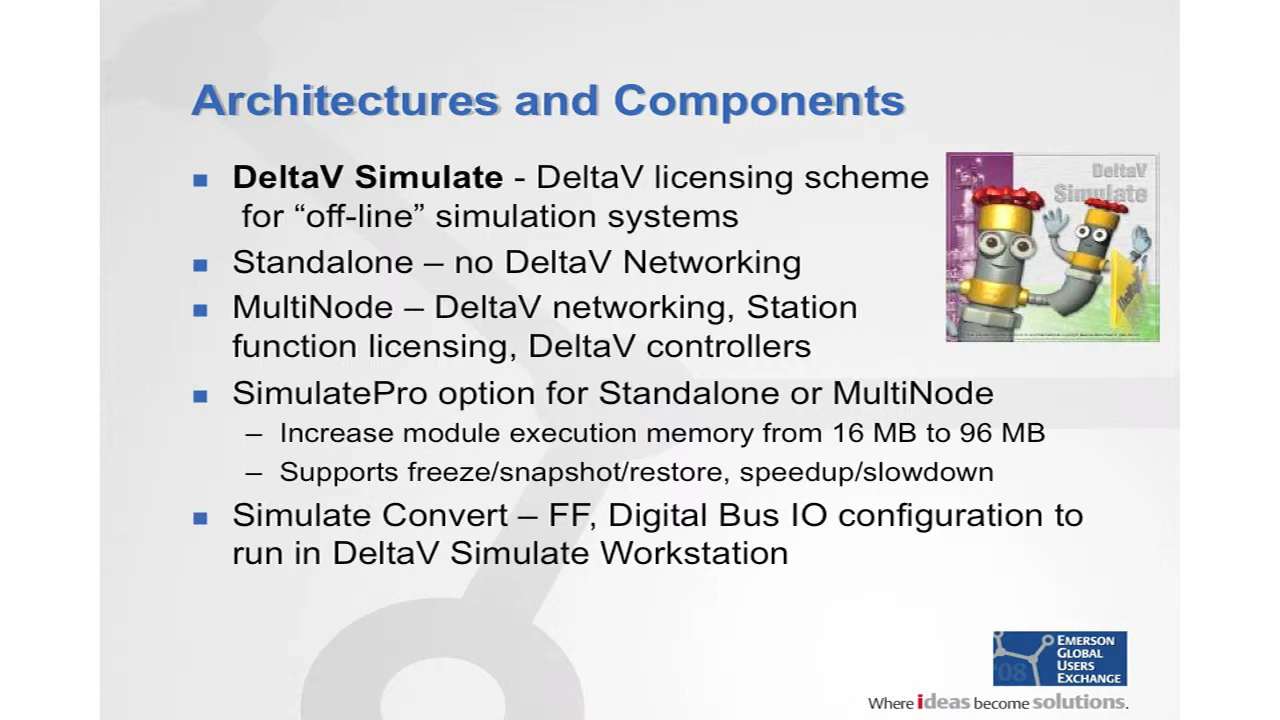 Architectures and Components
■ DeltaV Simulate - DeltaV licensing scheme
for “off-line” simulation systems
■ Standalone – no DeltaV Networking
■ MultiNode – DeltaV networking, Station
function licensing, DeltaV controllers
■ SimulatePro option for Standalone or MultiNode
– Increase module execution memory from 16 MB to 96 MB
– Supports freeze/snapshot/restore, speedup/slowdown
■ Simulate Convert – FF, Digital Bus IO configuration to
run in DeltaV Simulate Workstation
DeltaV
Simulate
'08
EMERSON
GLOBAL
USERS
EXCHANGE
Where ideas become solutions.